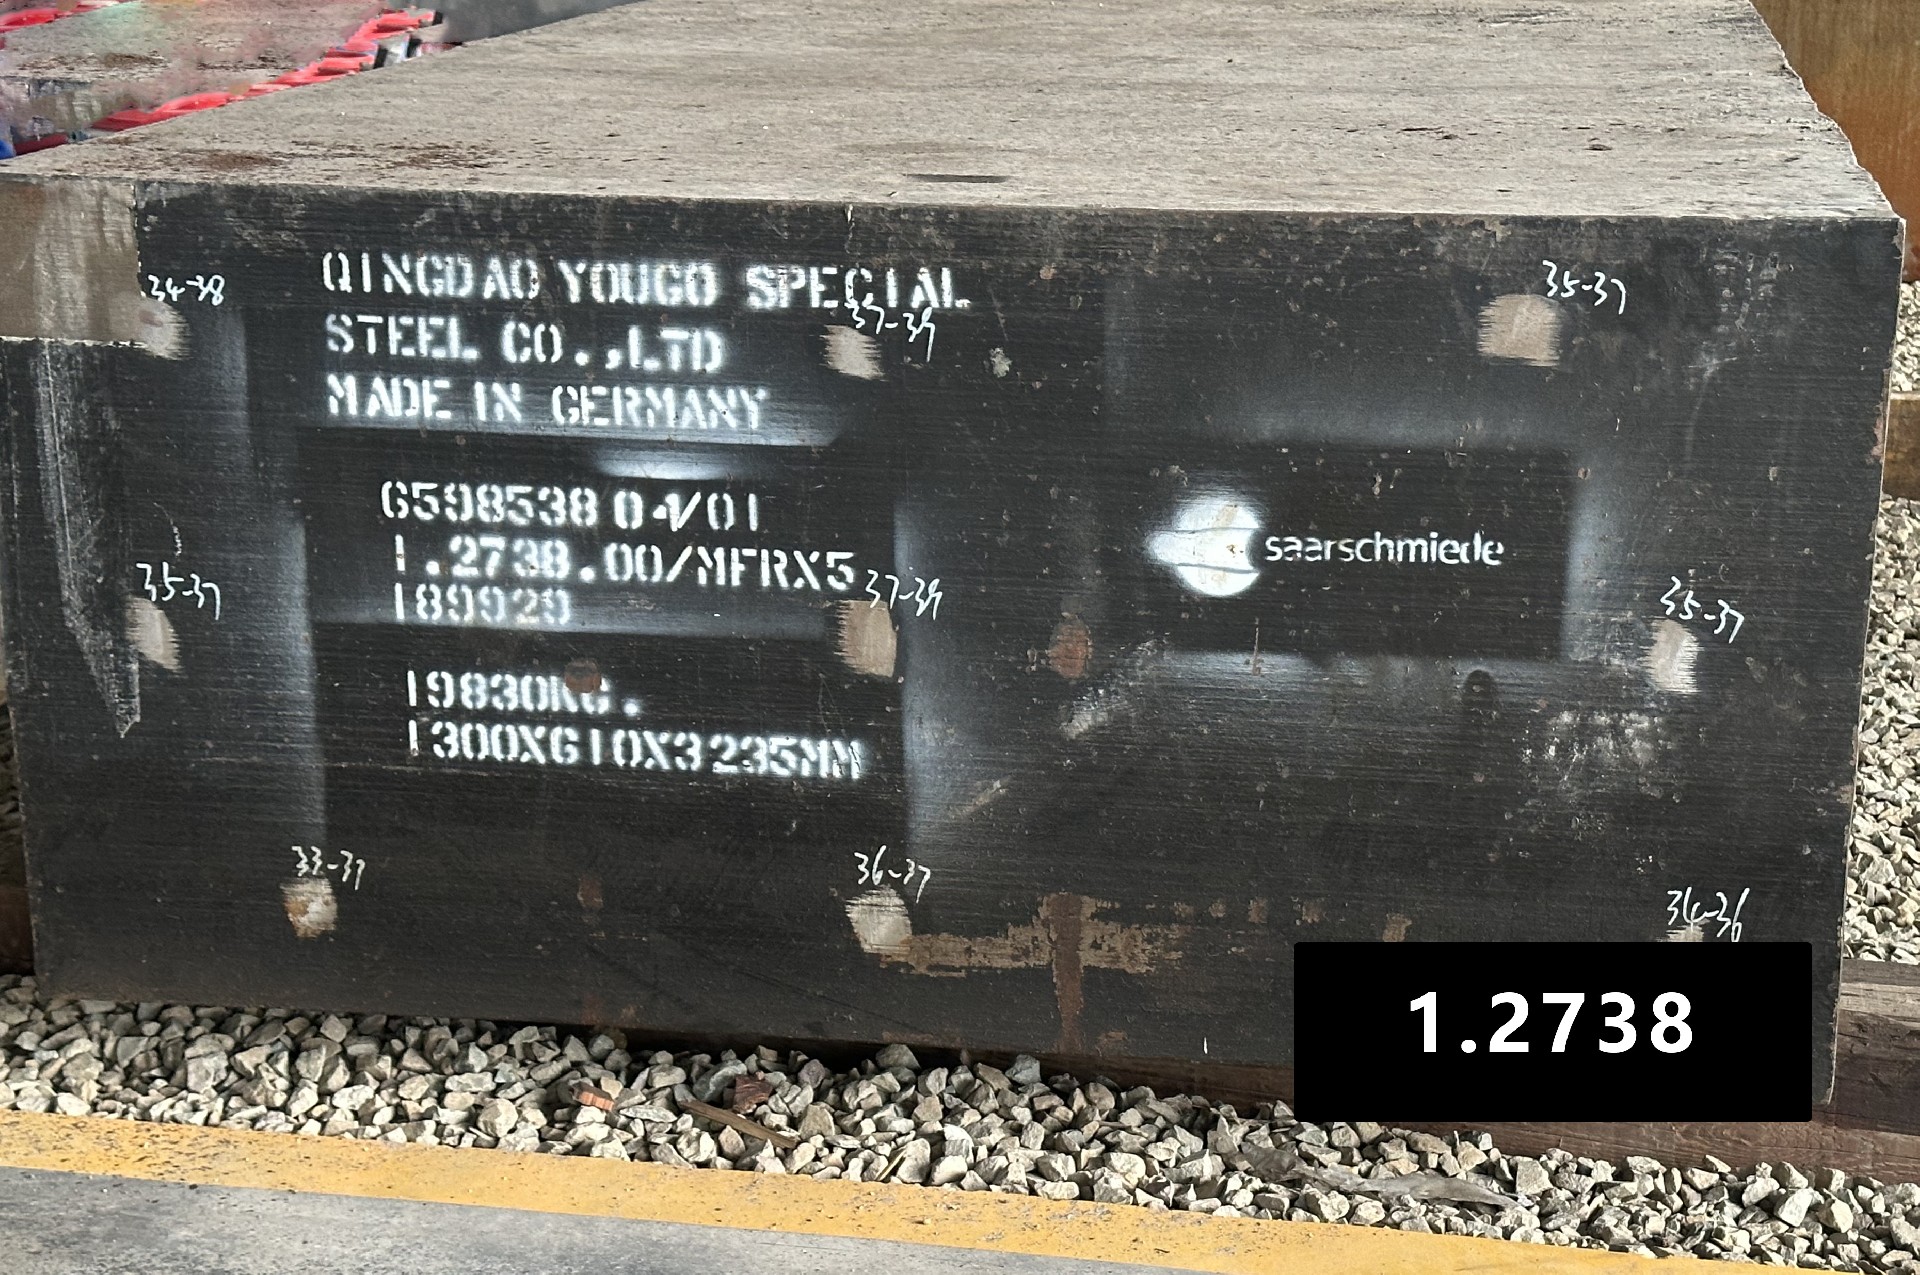 QINGDAO YOUGO SPECIAL
STEEL CO.,LTD
MADE IN GERMANY
G598538 04/01
1.2738.00/MFRX5
189929
19830KG.
1300X610X3235MM
saarschmiede
34-38
37-39
35-37
35-37
37-39
35-37
33-37
36-37
34-36
1.2738